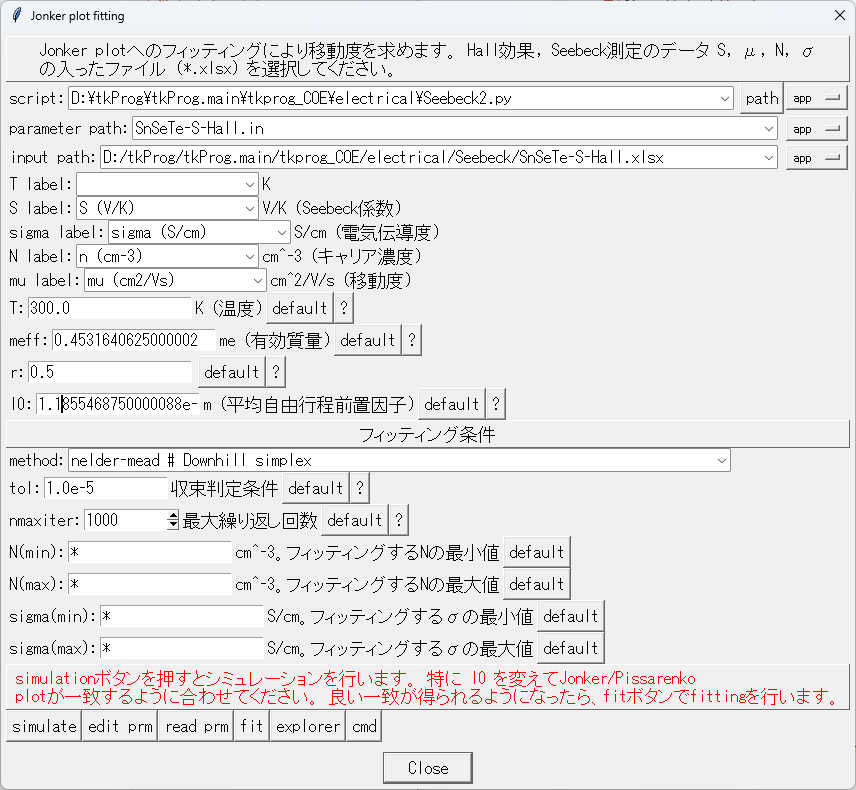 Jonker plot fitting
Jonker plotへのフィッティングにより移動度を求めます。 Hall効果, Seebeck測定のデータ S, μ, N, σ
の入ったファイル (*.xlsx) を選択してください。
script: D:¥tkProg¥tkProg.main¥tkprog_COE¥electrical¥Seebeck2.py path app
parameter path: SnSeTe-S-Hall.in app
input path: D:/tkProg/tkProg.main/tkprog_COE/electrical/Seebeck/SnSeTe-S-Hall.xlsx app
T label: K
S label: S (V/K) V/K (Seebeck係数)
sigma label: sigma (S/cm) S/cm (電気伝導度)
N label: n (cm-3) cm^-3 (キャリア濃度)
mu label: mu (cm2/Vs) cm^2/V/s (移動度)
T: 300.0 K (温度) default ?
meff: 0.4531640625000002 me (有効質量) default ?
r: 0.5 default ?
l0: 1.1855468750000088e- m (平均自由行程前置因子) default ?
フィッティング条件
method: nelder-mead # Downhill simplex
tol: 1.0e-5 収束判定条件 default ?
nmaxiter: 1000 最大繰り返し回数 default ?
N(min): * cm^-3。フィッティングするNの最小値 default
N(max): * cm^-3。フィッティングするNの最大値 default
sigma(min): * S/cm。フィッティングするσの最小値 default
sigma(max): * S/cm。フィッティングするσの最大値 default
simulationボタンを押すとシミュレーションを行います。 特に l0 を変えてJonker/Pissarenko
plotが一致するように合わせてください。 良い一致が得られるようになったら、fitボタンでfittingを行います。
simulate edit prm read prm fit explorer cmd
Close